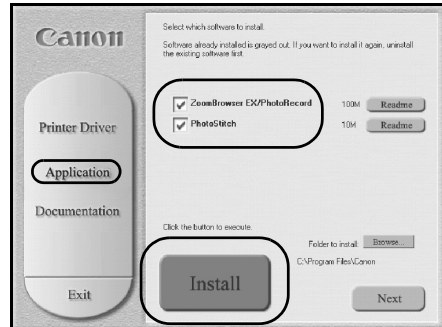 Canon
Select which software to install.
Software already installed is grayed out. If you want to install it again, uninstall
the existing software first.
ZoomBrowser EX/PhotoRecord 100M Readme
PhotoStitch 10M Readme
Printer Driver
Application
Documentation
Exit
Click the button to execute.
Install
Folder to install: Browse...
C:\Program Files\Canon
Next